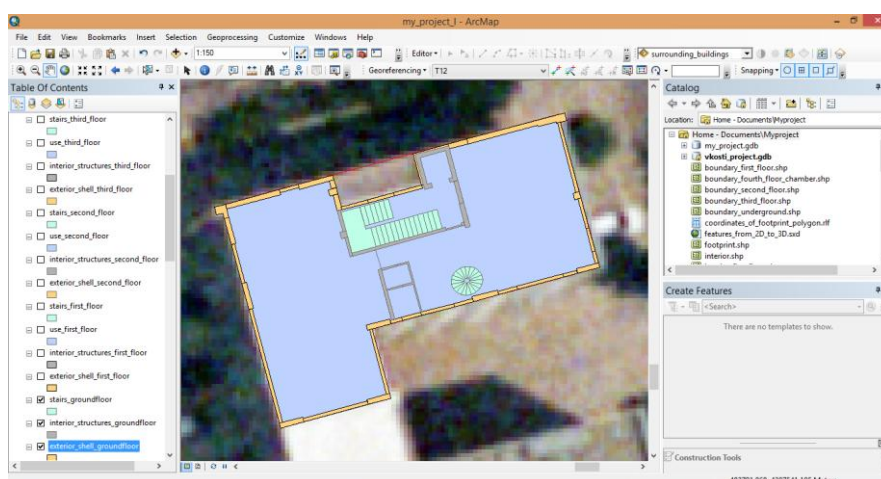 my_project_I - ArcMap
File Edit View Bookmarks Insert Selection Geoprocessing Customize Windows Help
1:150
Editor
surrounding_buildings
Georeferencing
T12
Snapping
Table Of Contents
stairs_third_floor
use_third_floor
interior_structures_third_floor
exterior_shell_third_floor
stairs_second_floor
use_second_floor
interior_structures_second_floor
exterior_shell_second_floor
stairs_first_floor
use_first_floor
interior_structures_first_floor
exterior_shell_first_floor
stairs_groundfloor
interior_structures_groundfloor
exterior_shell_groundfloor
Catalog
Location: Home - Documents\Myproject
Home - Documents\Myproject
my_project.gdb
vkosti_project.gdb
boundary_first_floor.shp
boundary_fourth_floor_chamber.shp
boundary_second_floor.shp
boundary_third_floor.shp
boundary_underground.shp
coordinates_of_footprint_polygon.rlf
features_from_2D_to_3D.sxd
footprint.shp
interior.shp
Create Features
<Search>
There are no templates to show.
Construction Tools